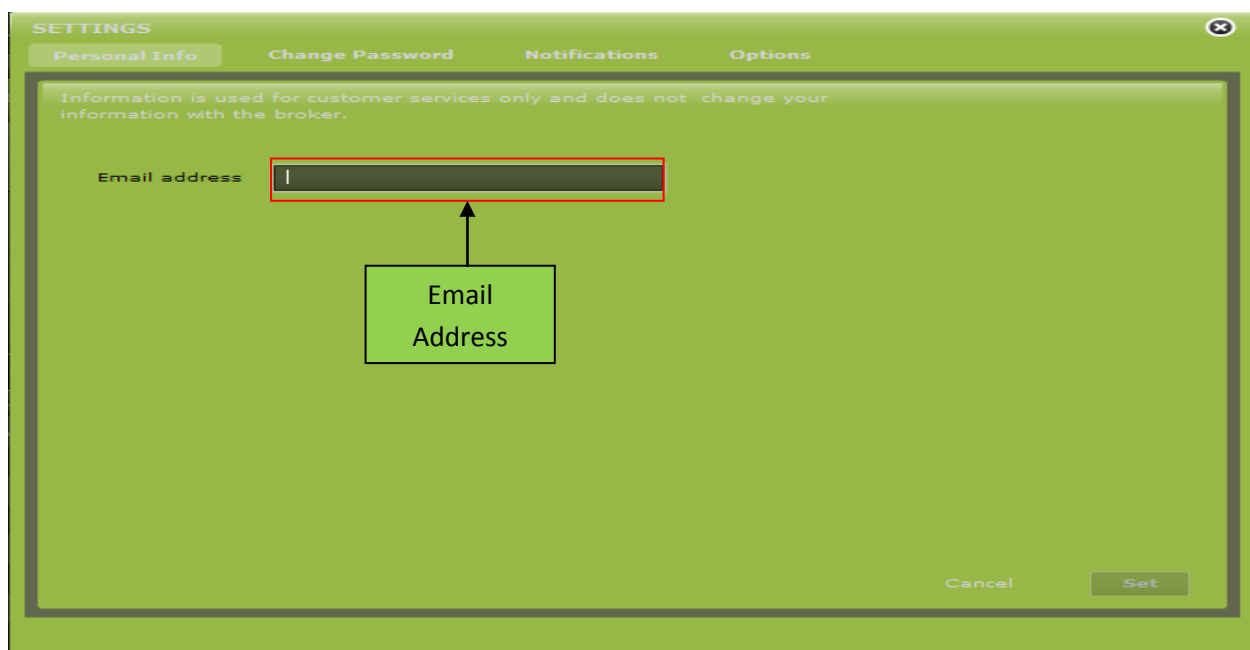 SETTINGS
Personal Info Change Password Notifications Options
Information is used for customer services only and does not change your
information with the broker.
Email address
Email
Address
Cancel Set